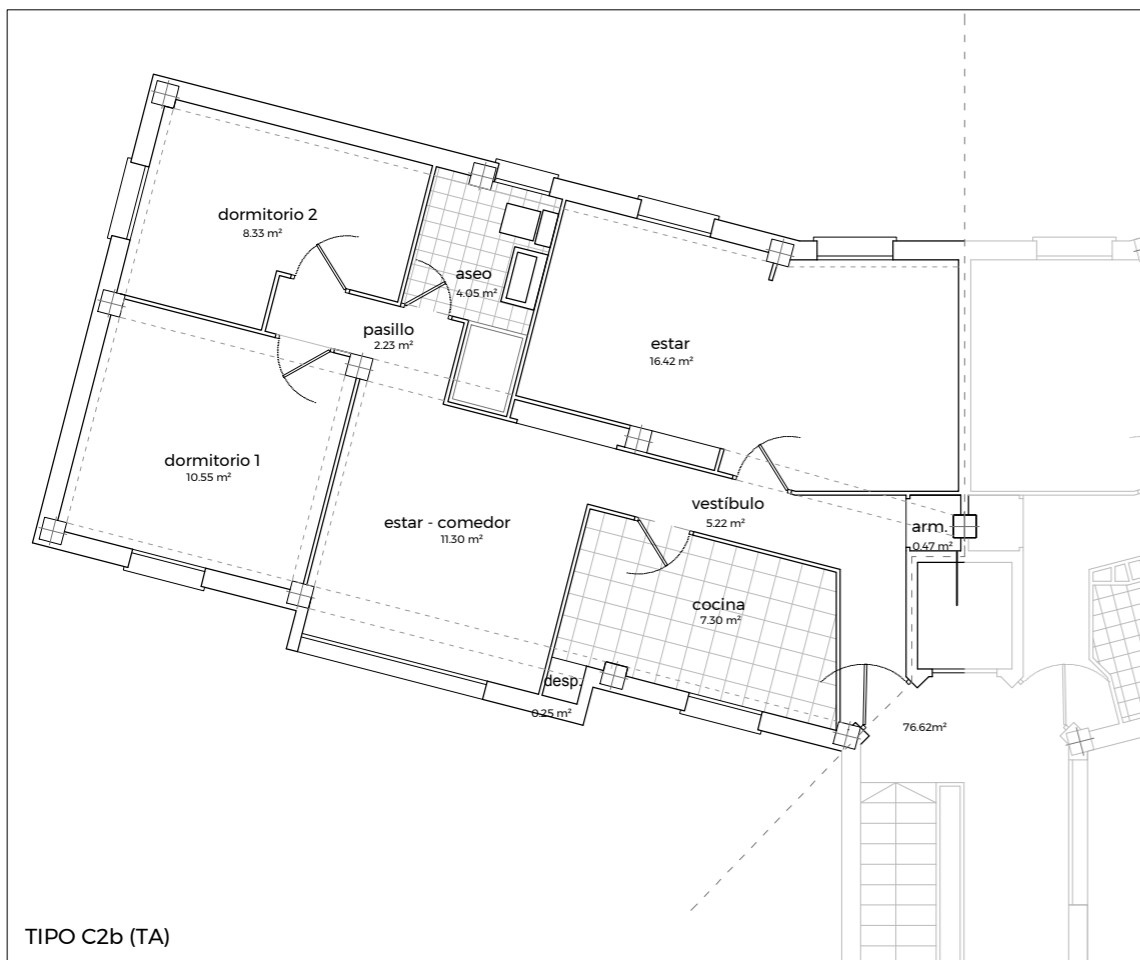 dormitorio 2
8.33 m²
aseo
4.05 m²
pasillo
2.23 m²
estar
16.42 m²
dormitorio 1
10.55 m²
estar - comedor
11.30 m²
vestíbulo
5.22 m²
arm.
0.47 m²
cocina
7.30 m²
desp.
0.25 m²
76.62m²
TIPO C2b (TA)